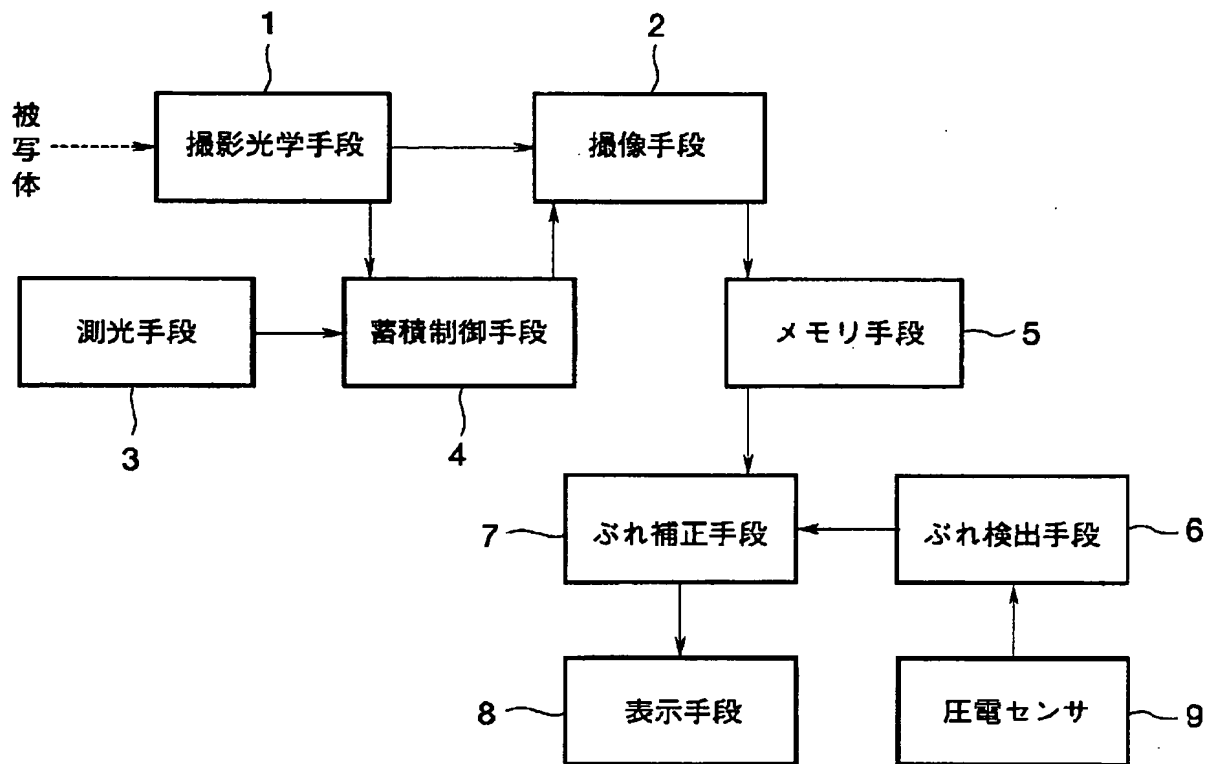 1
2
被写体
撮影光学手段
撮像手段
測光手段
蓄積制御手段
メモリ手段
5
3
4
7
ぶれ補正手段
ぶれ検出手段
6
8
表示手段
圧電センサ
9